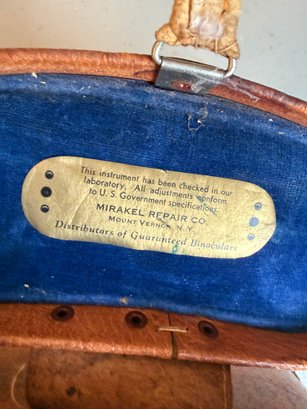 This instrument has been checked in our
laboratory. All adjustments conform
to U.S. Government specifications.
MIRAKEL REPAIR CO.
MOUNT VERNON, N.Y.
Distributors of Guaranteed Binoculars